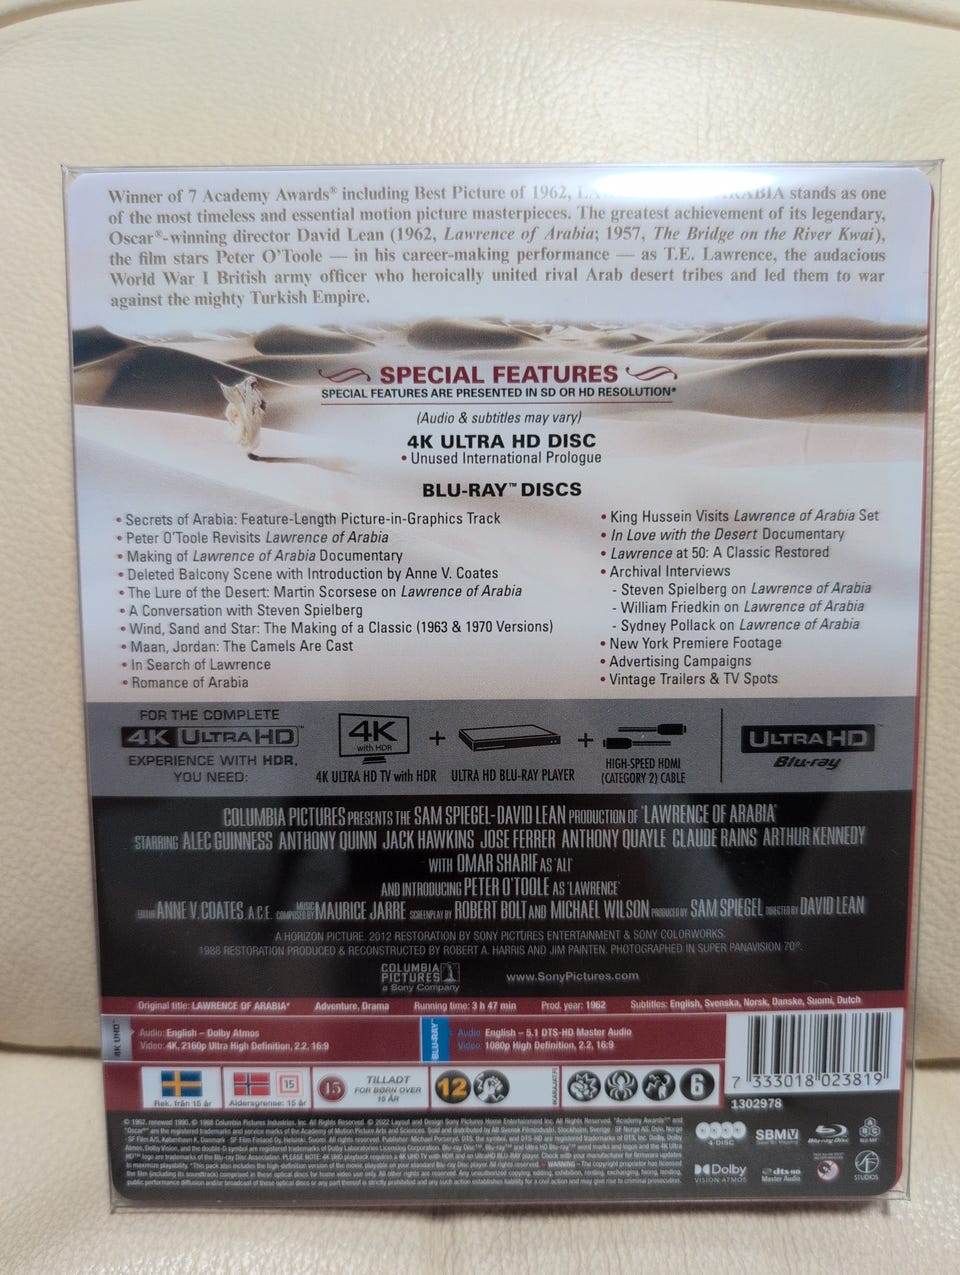 Winner of 7 Academy Awards® including Best Picture of 1962, LA ARABIA stands as one
of the most timeless and essential motion picture masterpieces. The greatest achievement of its legendary,
Oscar®-winning director David Lean (1962, Lawrence of Arabia; 1957, The Bridge on the River Kwai),
the film stars Peter O'Toole — in his career-making performance — as T.E. Lawrence, the audacious
World War I British army officer who heroically united rival Arab desert tribes and led them to war
against the mighty Turkish Empire.
SPECIAL FEATURES
SPECIAL FEATURES ARE PRESENTED IN SD OR HD RESOLUTION*
(Audio & subtitles may vary)
4K ULTRA HD DISC
• Unused International Prologue
BLU-RAY™ DISCS
• Secrets of Arabia: Feature-Length Picture-in-Graphics Track
• Peter O'Toole Revisits Lawrence of Arabia
• Making of Lawrence of Arabia Documentary
• Deleted Balcony Scene with Introduction by Anne V. Coates
• The Lure of the Desert: Martin Scorsese on Lawrence of Arabia
• A Conversation with Steven Spielberg
• Wind, Sand and Star: The Making of a Classic (1963 & 1970 Versions)
• Maan, Jordan: The Camels Are Cast
• In Search of Lawrence
• Romance of Arabia
• King Hussein Visits Lawrence of Arabia Set
• In Love with the Desert Documentary
• Lawrence at 50: A Classic Restored
• Archival Interviews
- Steven Spielberg on Lawrence of Arabia
- William Friedkin on Lawrence of Arabia
- Sydney Pollack on Lawrence of Arabia
• New York Premiere Footage
• Advertising Campaigns
• Vintage Trailers & TV Spots
FOR THE COMPLETE
4K ULTRA HD™
EXPERIENCE WITH HDR,
YOU NEED:
4K
with HDR
4K ULTRA HD TV with HDR
+
ULTRA HD BLU-RAY PLAYER
+
HIGH-SPEED HDMI
(CATEGORY 2) CABLE
ULTRA HD™
Blu-ray
COLUMBIA PICTURES PRESENTS THE SAM SPIEGEL-DAVID LEAN PRODUCTION OF 'LAWRENCE OF ARABIA'
STARRING ALEC GUINNESS ANTHONY QUINN JACK HAWKINS JOSE FERRER ANTHONY QUAYLE CLAUDE RAINS ARTHUR KENNEDY
WITH OMAR SHARIF AS 'ALI'
AND INTRODUCING PETER O'TOOLE AS 'LAWRENCE'
EDITOR ANNE V. COATES, A.C.E. MUSIC COMPOSED BY MAURICE JARRE SCREENPLAY BY ROBERT BOLT AND MICHAEL WILSON PRODUCED BY SAM SPIEGEL DIRECTED BY DAVID LEAN
A HORIZON PICTURE. 2012 RESTORATION BY SONY PICTURES ENTERTAINMENT & SONY COLORWORKS.
1988 RESTORATION PRODUCED & RECONSTRUCTED BY ROBERT A. HARRIS AND JIM PAINTEN. PHOTOGRAPHED IN SUPER PANAVISION 70®.
COLUMBIA
PICTURES
a Sony Company
www.SonyPictures.com
Original title: LAWRENCE OF ARABIA* Adventure, Drama Running time: 3 h 47 min Prod. year: 1962 Subtitles: English, Svenska, Norsk, Danske, Suomi, Dutch
4K UHD™
Audio: English – Dolby Atmos
Video: 4K, 2160p Ultra High Definition, 2.2, 16:9
BLU-RAY™
Audio: English – 5.1 DTS-HD Master Audio
Video: 1080p High Definition, 2.2, 16:9
Rek. från 15 år
15
Aldersgrense: 15 år
15
TILLADT
FOR BØRN OVER
15 ÅR
12
IKARAJAT.FI
6
7 333018 023819
1302978
4-DISC
SBMV
Blu-ray Disc
A B C
Dolby
VISION·ATMOS
dts-HD
Master Audio
SF
STUDIOS